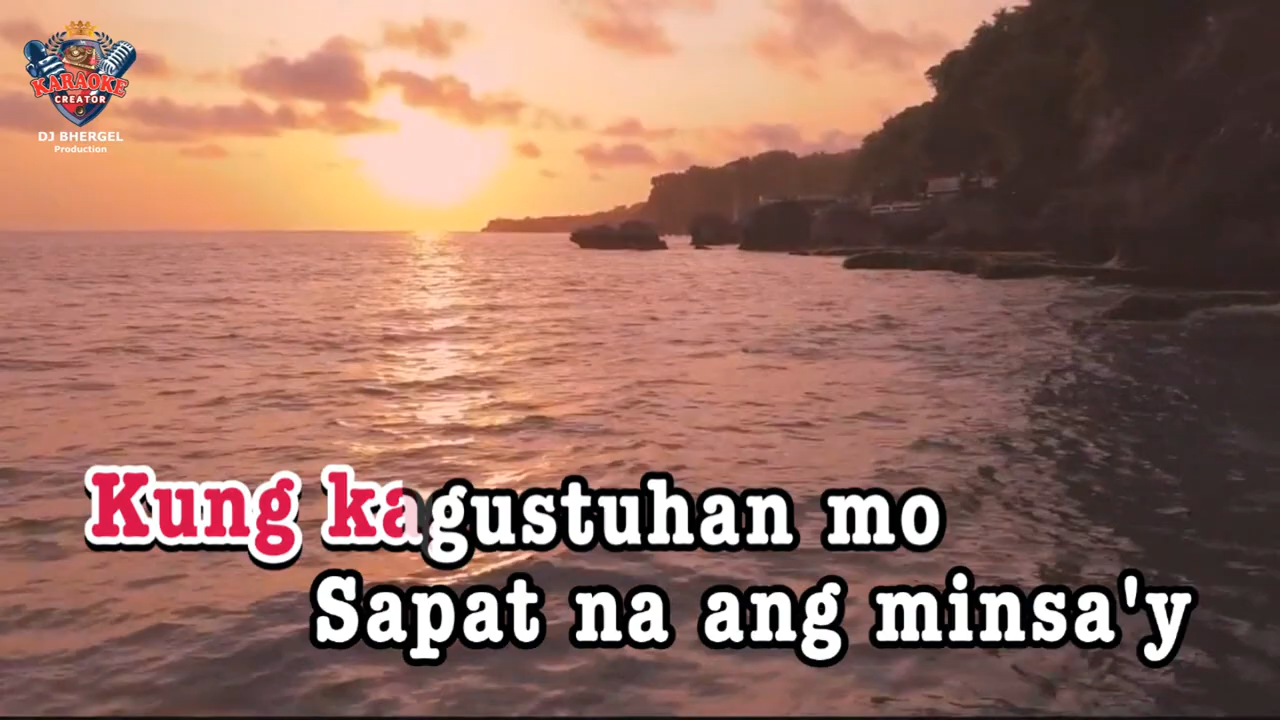 KARAOKE
CREATOR
DJ BHERGEL
Production
Kung kagustuhan mo
Sapat na ang minsa'y